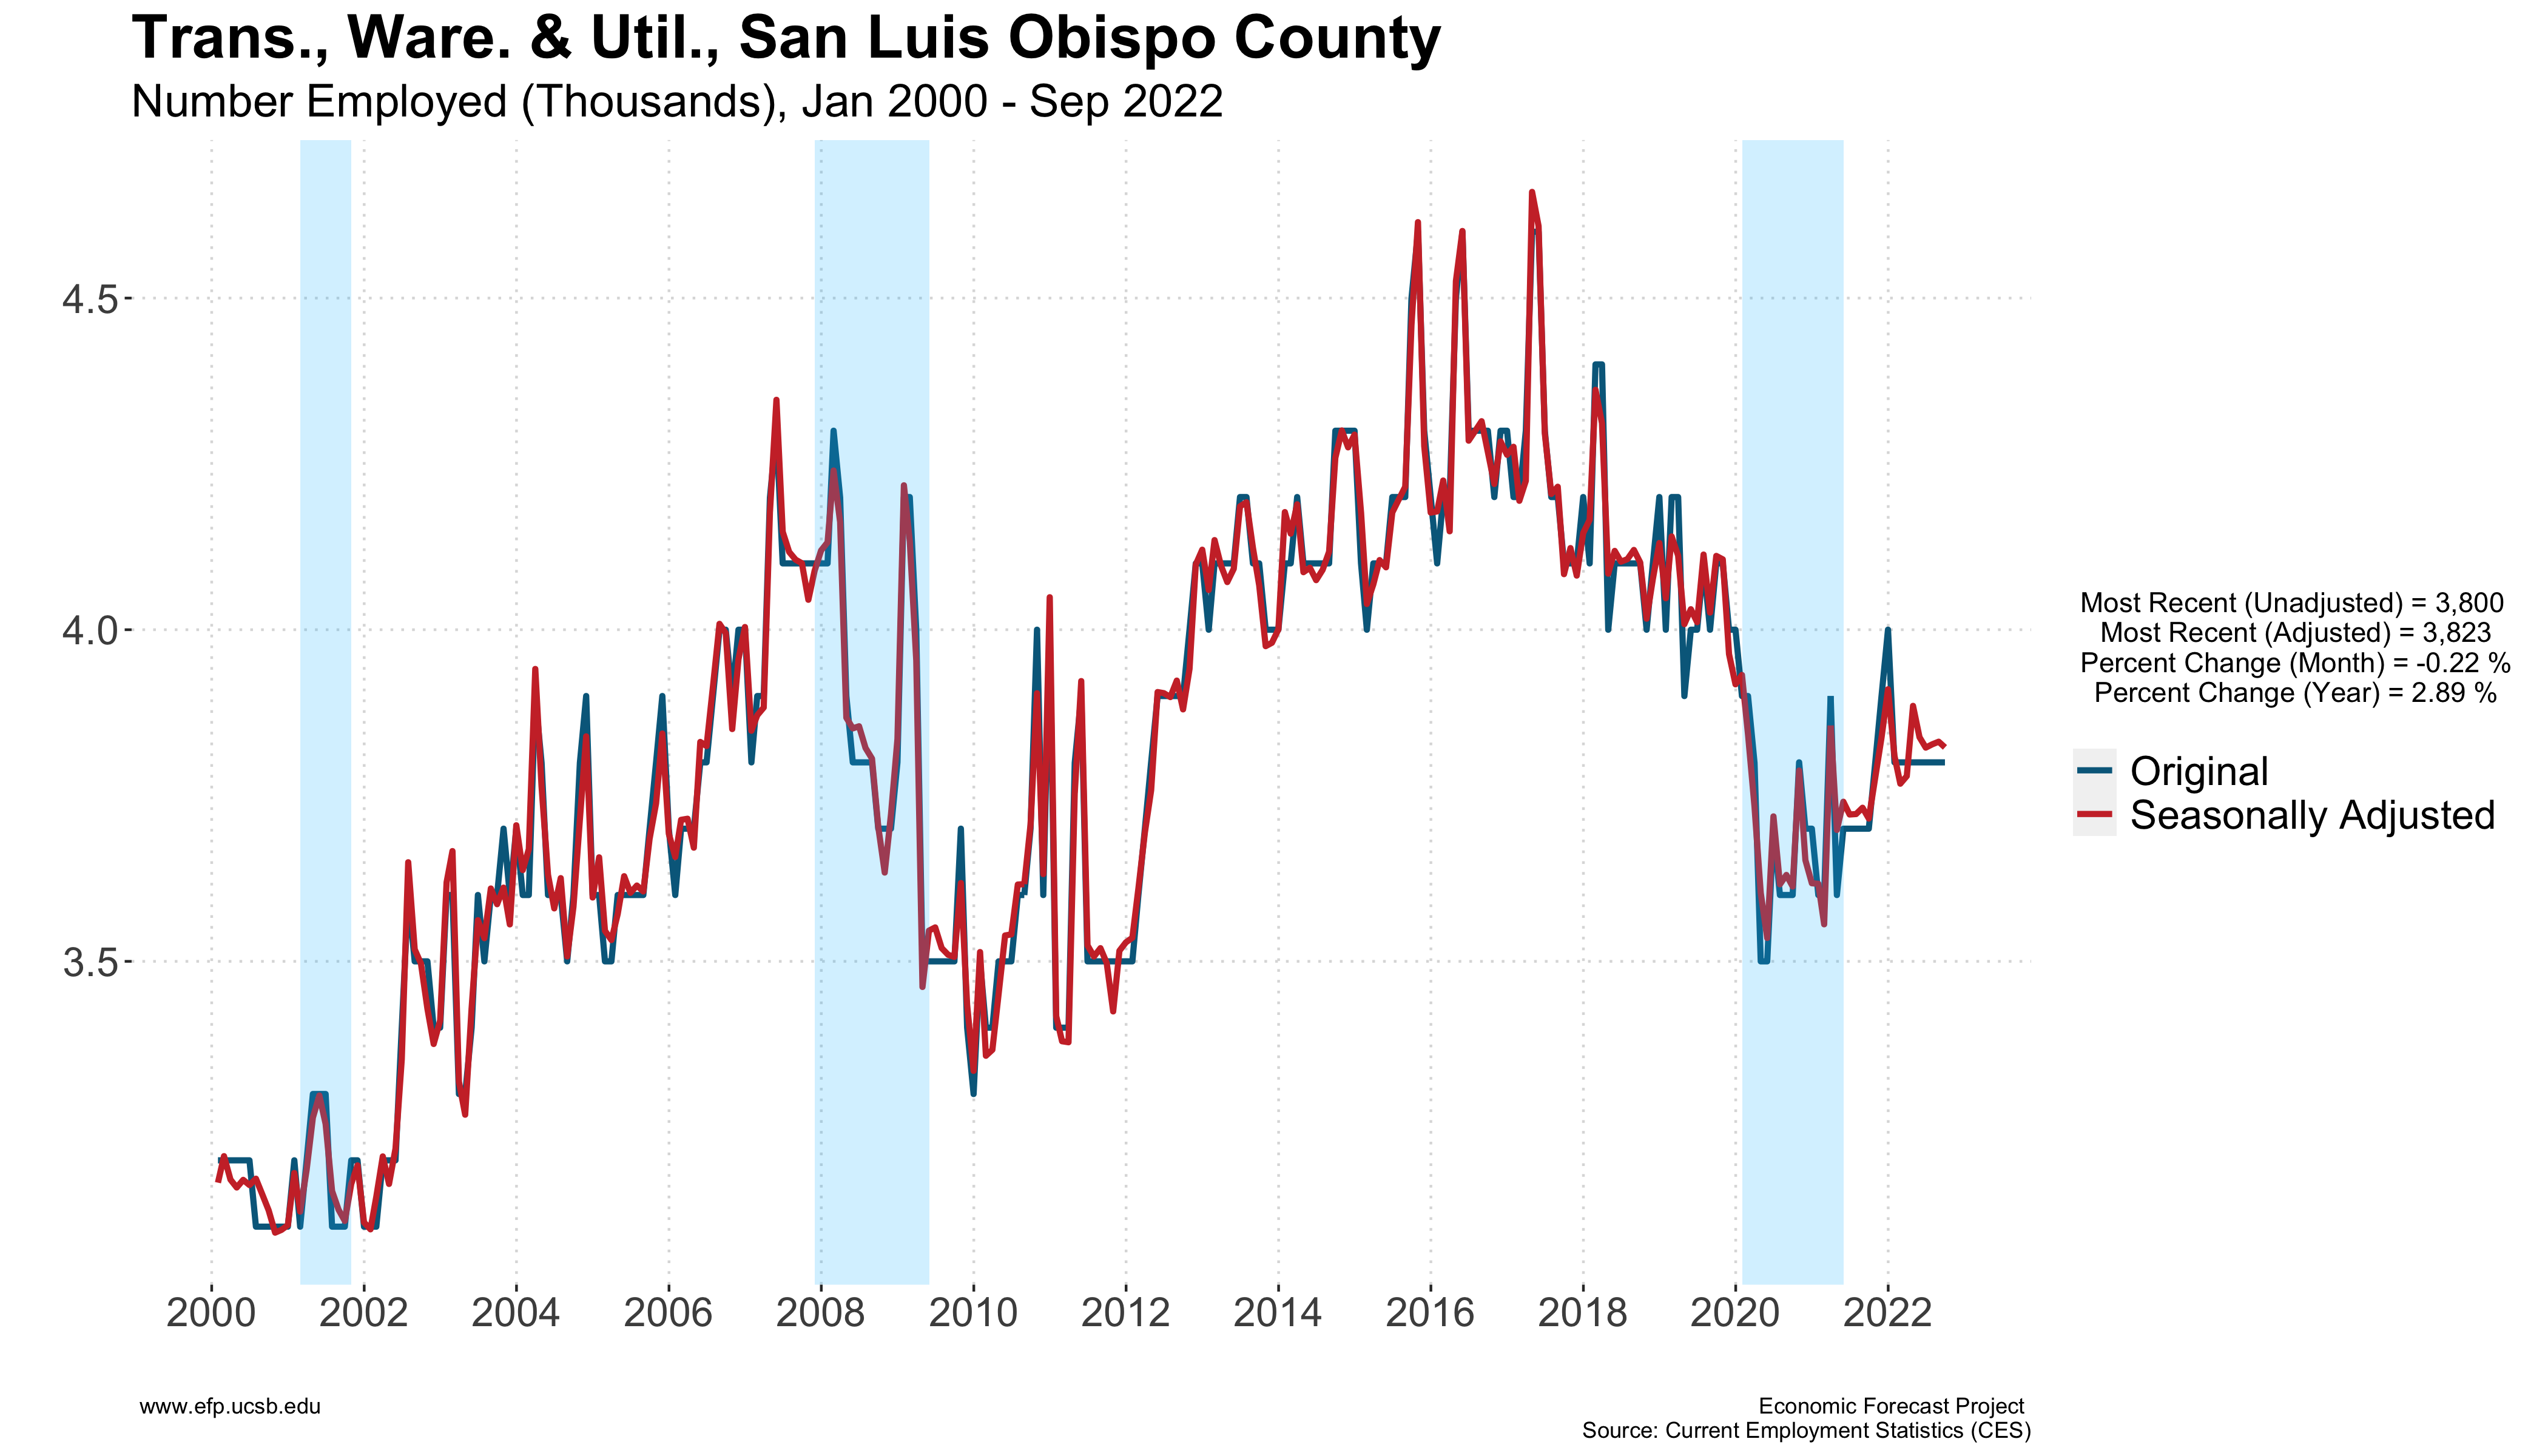 Trans., Ware. & Util., San Luis Obispo County
Number Employed (Thousands), Jan 2000 - Sep 2022
4.5
4.0
3.5
2000 2002 2004 2006 2008 2010 2012 2014 2016 2018 2020 2022
Most Recent (Unadjusted) = 3,800
Most Recent (Adjusted) = 3,823
Percent Change (Month) = -0.22 %
Percent Change (Year) = 2.89 %
Original
Seasonally Adjusted
www.efp.ucsb.edu
Economic Forecast Project
Source: Current Employment Statistics (CES)